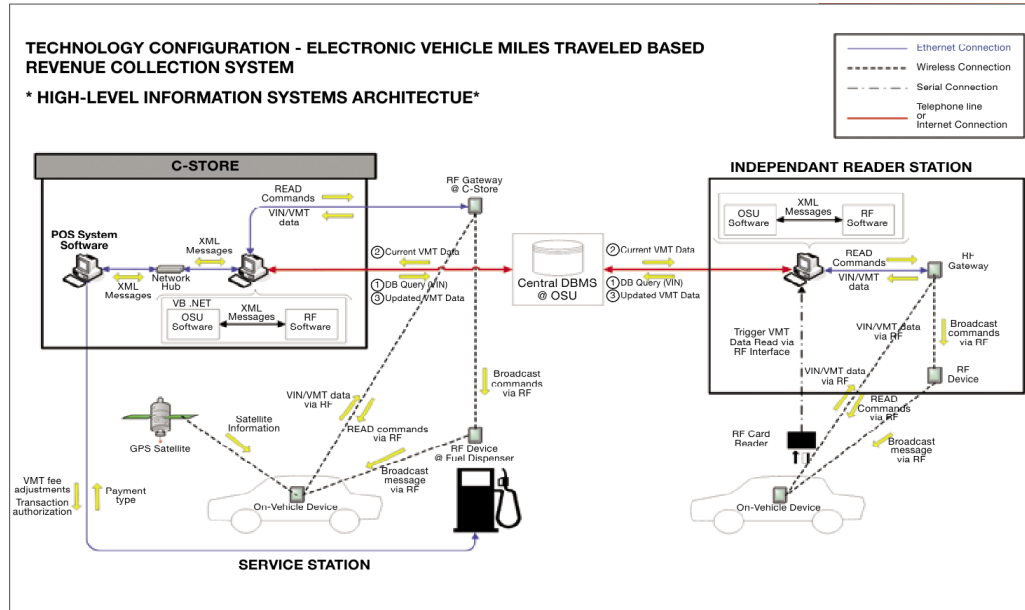 TECHNOLOGY CONFIGURATION - ELECTRONIC VEHICLE MILES TRAVELED BASED
REVENUE COLLECTION SYSTEM
* HIGH-LEVEL INFORMATION SYSTEMS ARCHITECTUE*
Ethernet Connection
Wireless Connection
Serial Connection
Telephone line
or
Internet Connection
C-STORE
READ
Commands
VIN/VMT
data
POS System
Software
XML
Messages
XML
Messages
Network
Hub
VB .NET
OSU
Software
XML
Messages
RF
Software
RF Gateway
@ C-Store
② Current VMT Data
① DB Query (VIN)
③ Updated VMT Data
Central DBMS
@ OSU
② Current VMT Data
① DB Query (VIN)
③ Updated VMT Data
INDEPENDANT READER STATION
OSU
Software
XML
Messages
RF
Software
READ
Commands
VIN/VMT
data
RF
Gateway
Trigger VMT
Data Read via
RF Interface
VIN/VMT data
via RF
Broadcast
commands
via RF
RF
Device
VIN/VMT data
via RF
READ
Commands
via RF
RF Card
Reader
Broadcast
message
via RF
On-Vehicle Device
Satellite
Information
GPS Satellite
VIN/VMT data
via RF
READ commands
via RF
Broadcast
commands
via RF
RF Device
@ Fuel Dispenser
Broadcast
message
via RF
On-Vehicle Device
VMT fee
adjustments
Transaction
authorization
Payment
type
SERVICE STATION